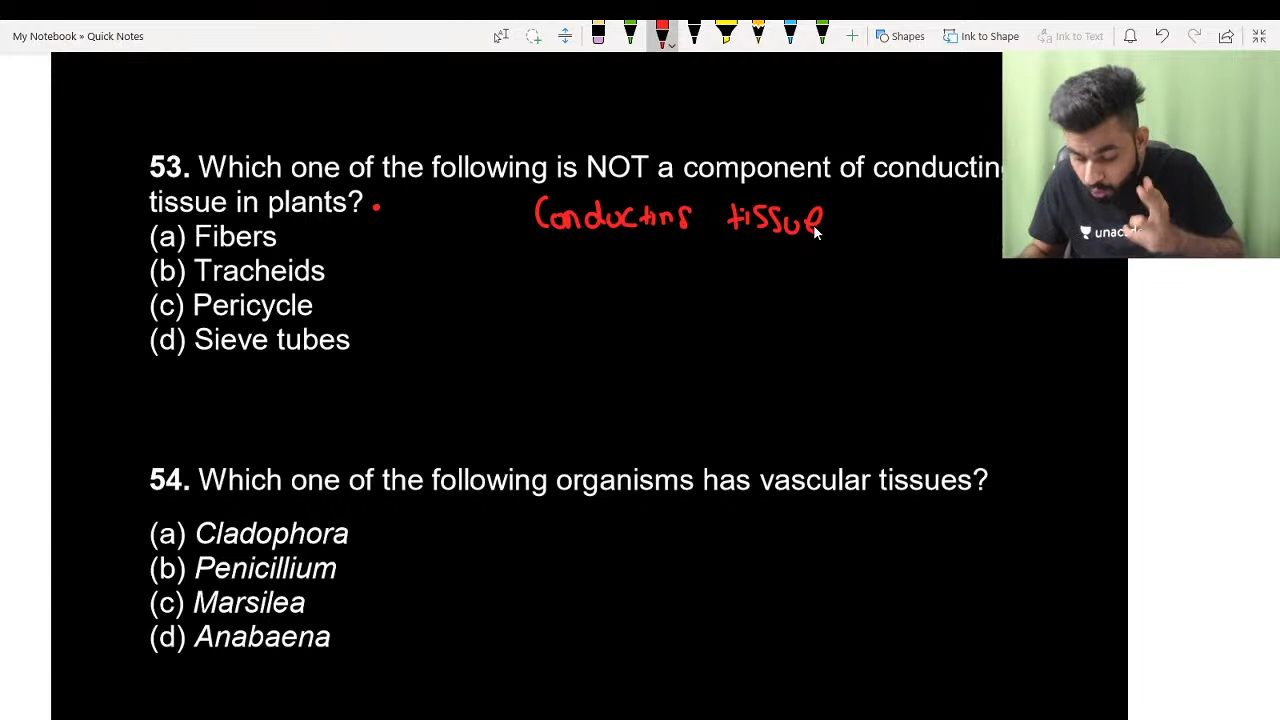 My Notebook » Quick Notes
Shapes
Ink to Shape
Ink to Text
53. Which one of the following is NOT a component of conductin
tissue in plants? .
Conducting tissue
(a) Fibers
(b) Tracheids
(c) Pericycle
(d) Sieve tubes
unacade
54. Which one of the following organisms has vascular tissues?
(a) Cladophora
(b) Penicillium
(c) Marsilea
(d) Anabaena